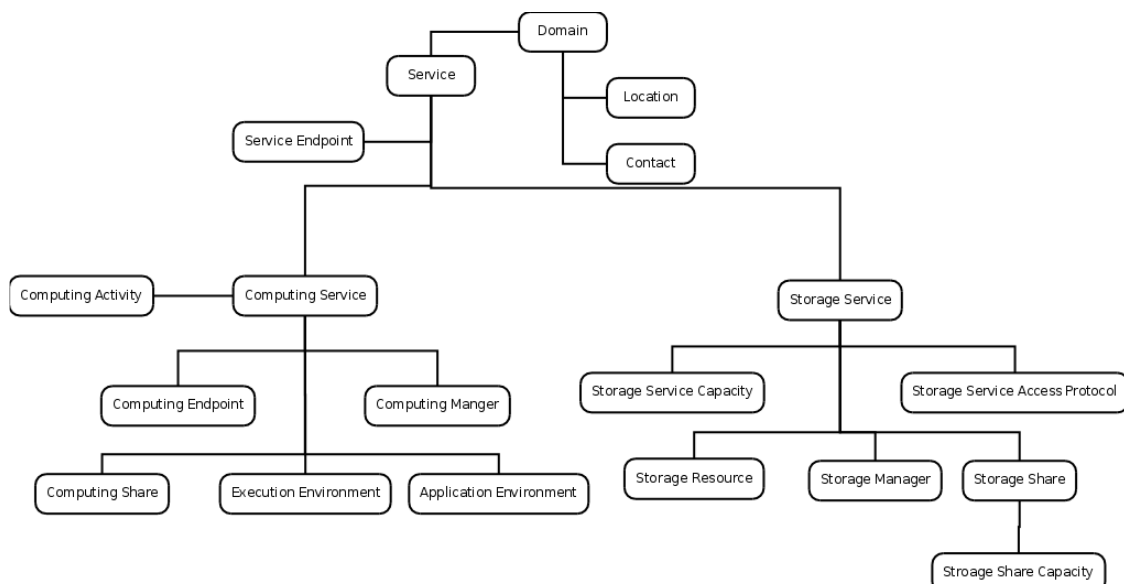 Domain
Service
Location
Service Endpoint
Contact
Computing Activity
Computing Service
Storage Service
Computing Endpoint
Computing Manger
Storage Service Capacity
Storage Service Access Protocol
Computing Share
Execution Environment
Application Environment
Storage Resource
Storage Manager
Storage Share
Stroage Share Capacity